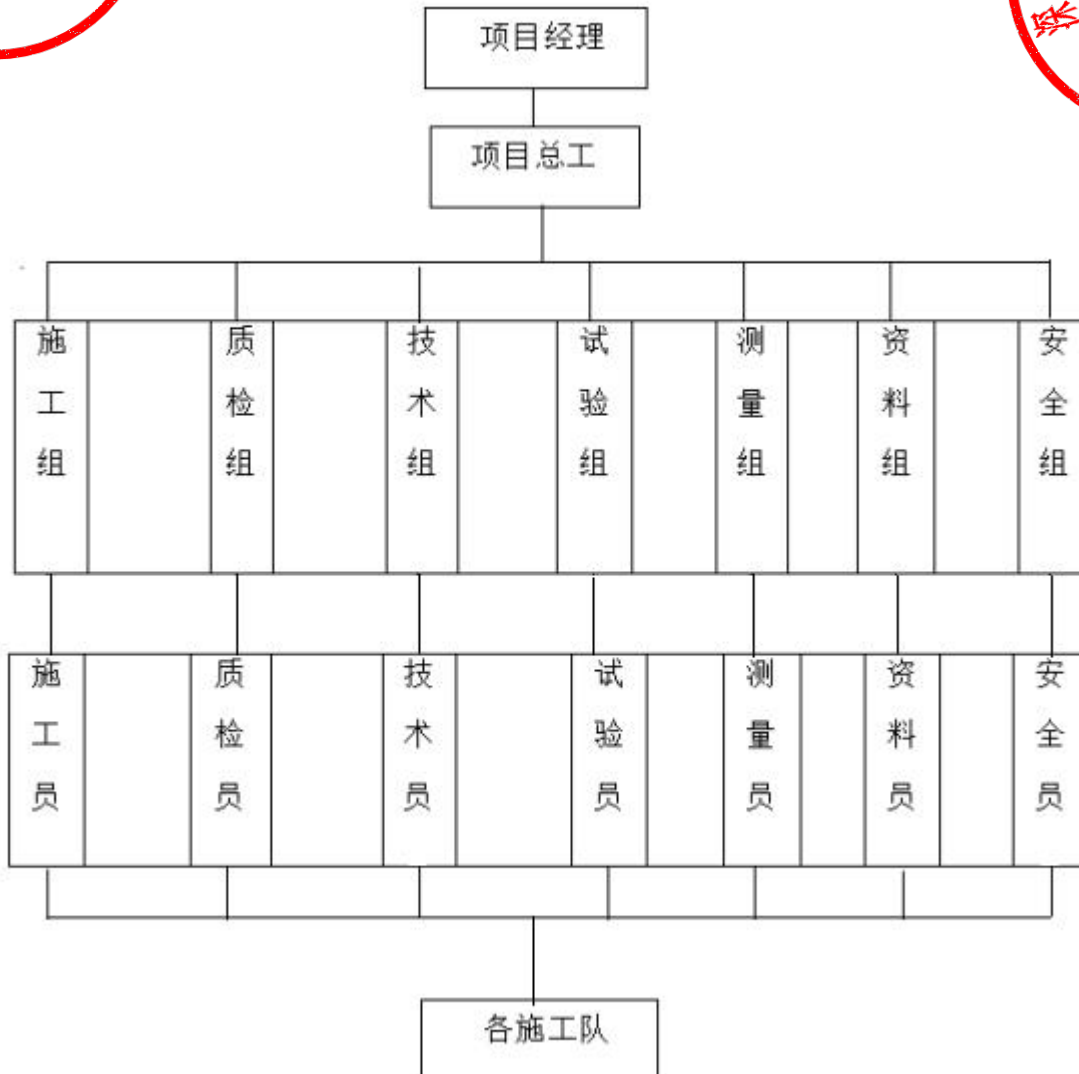 项目经理
项目总工
施工组
质检组
技术组
试验组
测量组
资料组
安全组
施工员
质检员
技术员
试验员
测量员
资料员
安全员
各施工队